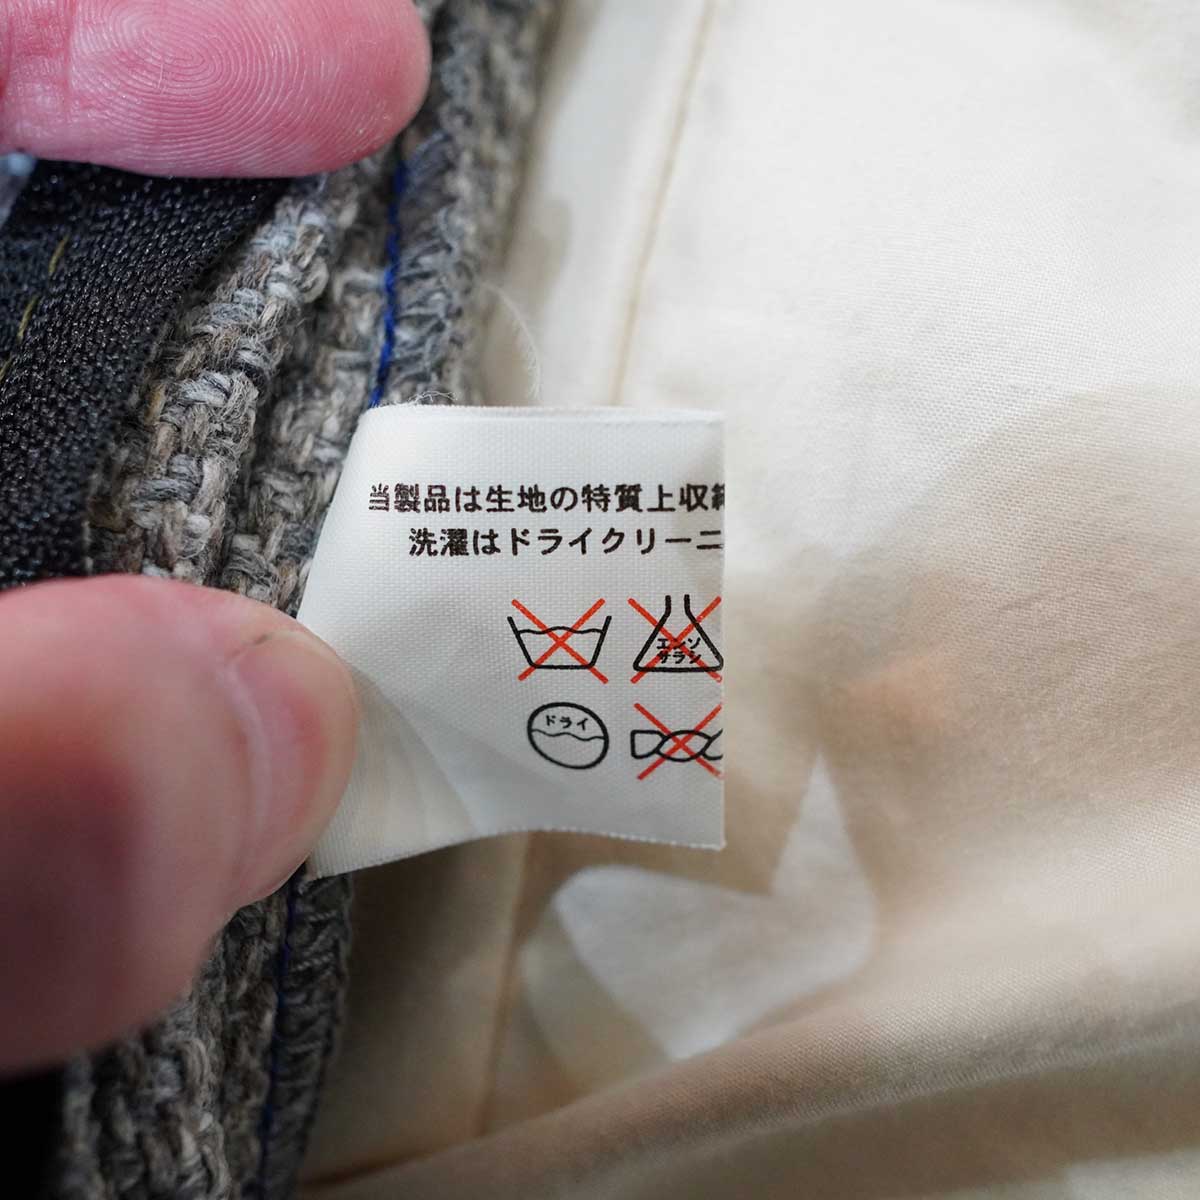 当製品は生地の特質上収縮
洗濯はドライクリーニ
エンソ
サラシ
ドライ